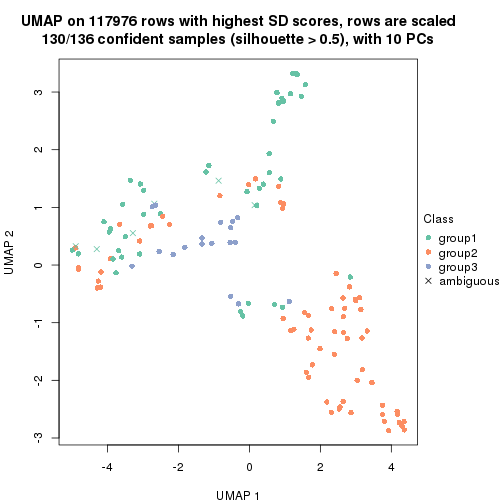 UMAP on 117976 rows with highest SD scores, rows are scaled
130/136 confident samples (silhouette > 0.5), with 10 PCs
3
2
1
0
-1
-2
-3
UMAP 2
-4
-2
0
2
4
UMAP 1
Class
group1
group2
group3
ambiguous